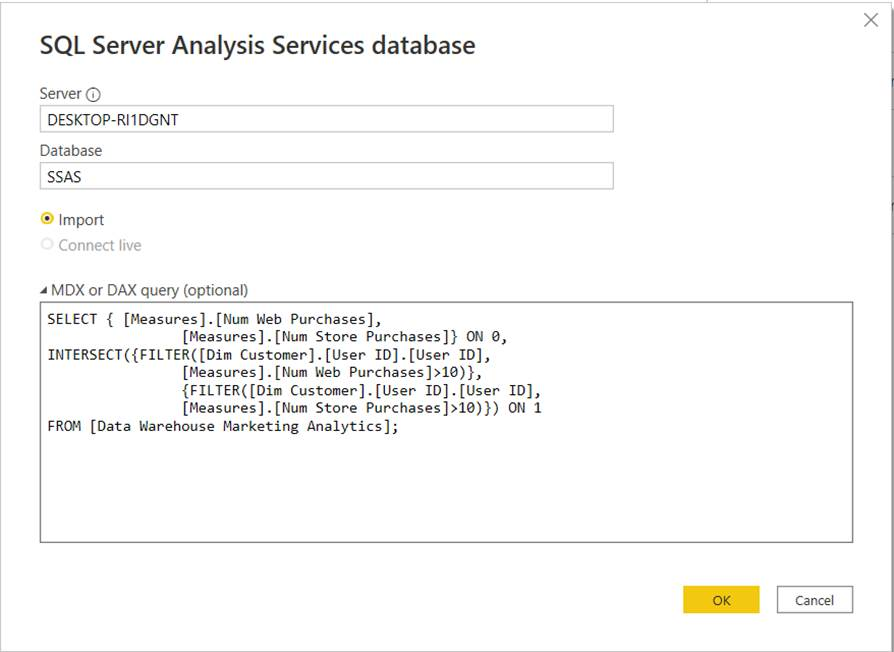 SQL Server Analysis Services database
Server
DESKTOP-RI1DGNT
Database
SSAS
Import
Connect live
MDX or DAX query (optional)
SELECT { [Measures].[Num Web Purchases],
[Measures].[Num Store Purchases]} ON 0,
INTERSECT({FILTER([Dim Customer].[User ID].[User ID],
[Measures].[Num Web Purchases]>10)},
{FILTER([Dim Customer].[User ID].[User ID],
[Measures].[Num Store Purchases]>10)}) ON 1
FROM [Data Warehouse Marketing Analytics];
OK Cancel